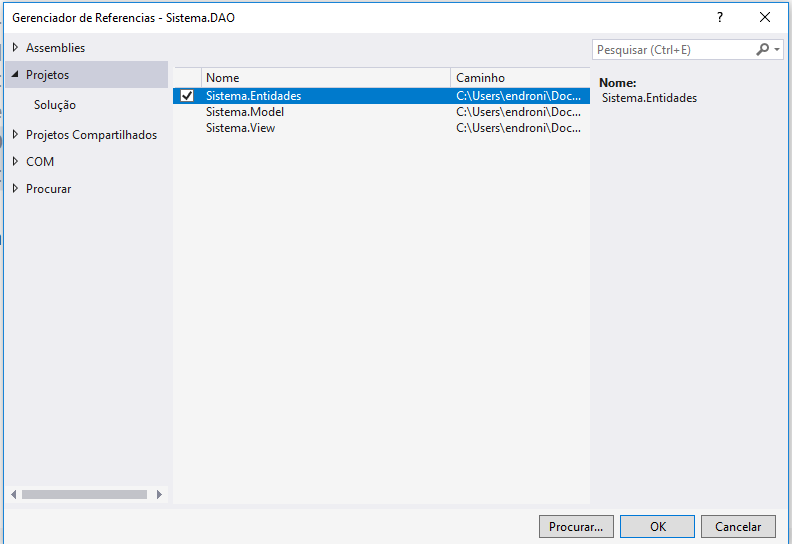 Gerenciador de Referencias - Sistema.DAO
?
Assemblies
Projetos
Solução
Projetos Compartilhados
COM
Procurar
Nome
Caminho
Sistema.Entidades
C:\Users\endroni\Doc...
Sistema.Model
C:\Users\endroni\Doc...
Sistema.View
C:\Users\endroni\Doc...
Pesquisar (Ctrl+E)
Nome:
Sistema.Entidades
Procurar...
OK
Cancelar